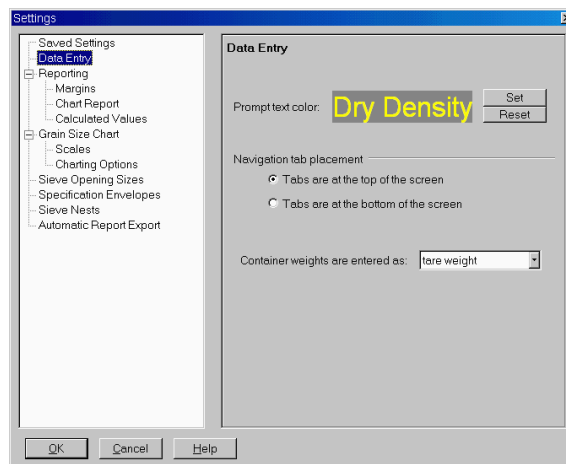 Settings
Saved Settings
Data Entry
Reporting
Margins
Chart Report
Calculated Values
Grain Size Chart
Scales
Charting Options
Sieve Opening Sizes
Specification Envelopes
Sieve Nests
Automatic Report Export
Data Entry
Prompt text color:
Dry Density
Set
Reset
Navigation tab placement
Tabs are at the top of the screen
Tabs are at the bottom of the screen
Container weights are entered as:
tare weight
OK
Cancel
Help